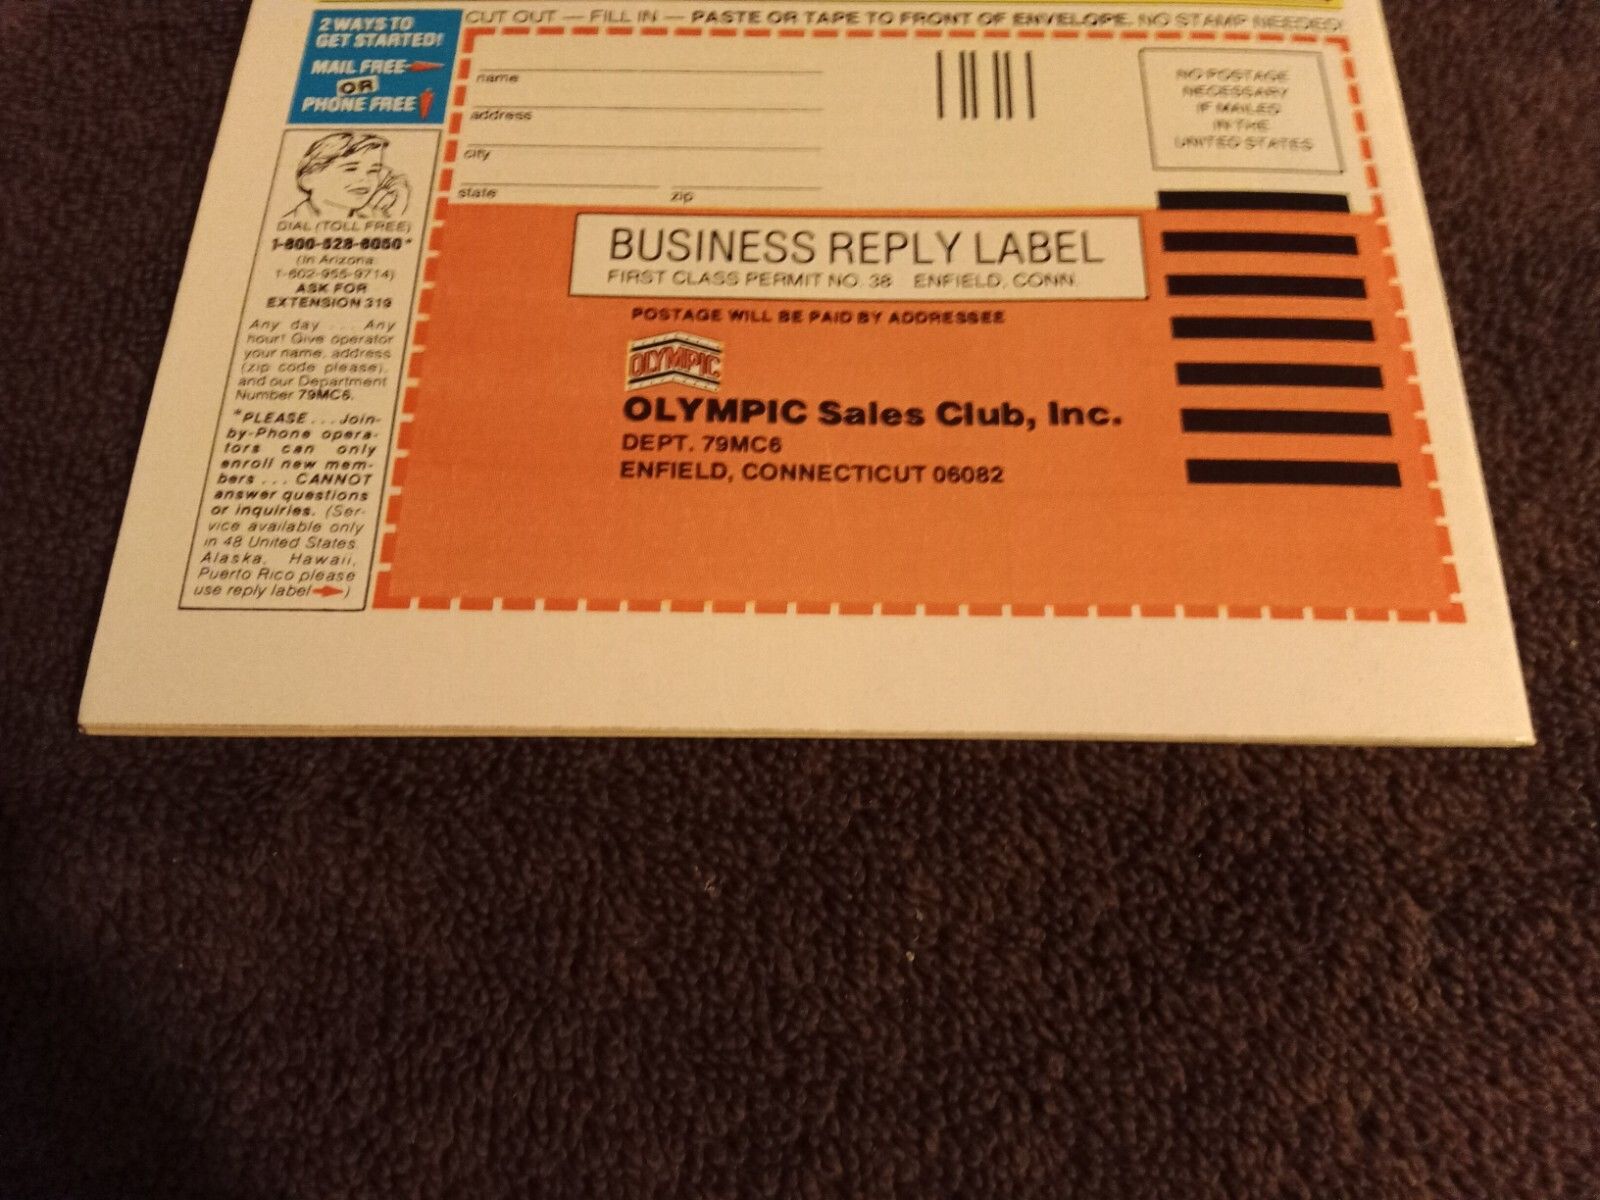 2 WAYS TO
GET STARTED!
MAIL FREE
OR
PHONE FREE
DIAL (TOLL FREE)
1-800-528-6050*
(In Arizona:
1-602-955-9714)
ASK FOR
EXTENSION 319
Any day ... Any
hour! Give operator
your name, address
(zip code please),
and our Department
Number 79MC6.
*PLEASE ... Join-
by-Phone opera-
tors can only
enroll new mem-
bers ... CANNOT
answer questions
or inquiries. (Ser-
vice available only
in 48 United States.
Alaska, Hawaii,
Puerto Rico please
use reply label )
CUT OUT — FILL IN — PASTE OR TAPE TO FRONT OF ENVELOPE. NO STAMP NEEDED!
name
address
city
state zip
NO POSTAGE
NECESSARY
IF MAILED
IN THE
UNITED STATES
BUSINESS REPLY LABEL
FIRST CLASS PERMIT NO. 38 ENFIELD, CONN.
POSTAGE WILL BE PAID BY ADDRESSEE
OLYMPIC
OLYMPIC Sales Club, Inc.
DEPT. 79MC6
ENFIELD, CONNECTICUT 06082